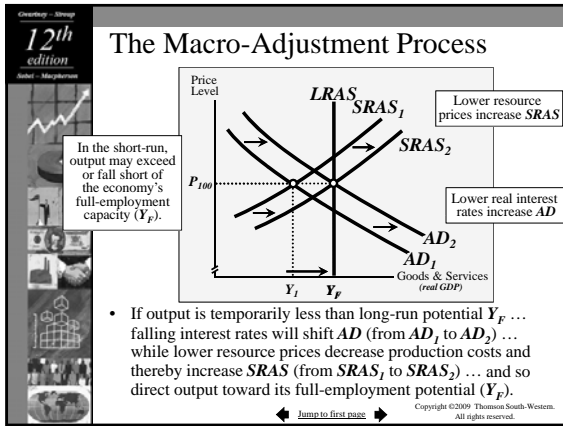 Gwartney – Stroup
12th
edition
Sobel – Macpherson
The Macro-Adjustment Process
Price
Level
LRAS
SRAS1
SRAS2
Lower resource
prices increase SRAS
In the short-run,
output may exceed
or fall short of
the economy's
full-employment
capacity (YF).
P100
Lower real interest
rates increase AD
AD2
AD1
Goods & Services
(real GDP)
Y1
YF
• If output is temporarily less than long-run potential YF …
falling interest rates will shift AD (from AD1 to AD2) …
while lower resource prices decrease production costs and
thereby increase SRAS (from SRAS1 to SRAS2) … and so
direct output toward its full-employment potential (YF).
Jump to first page
Copyright ©2009 Thomson South-Western.
All rights reserved.